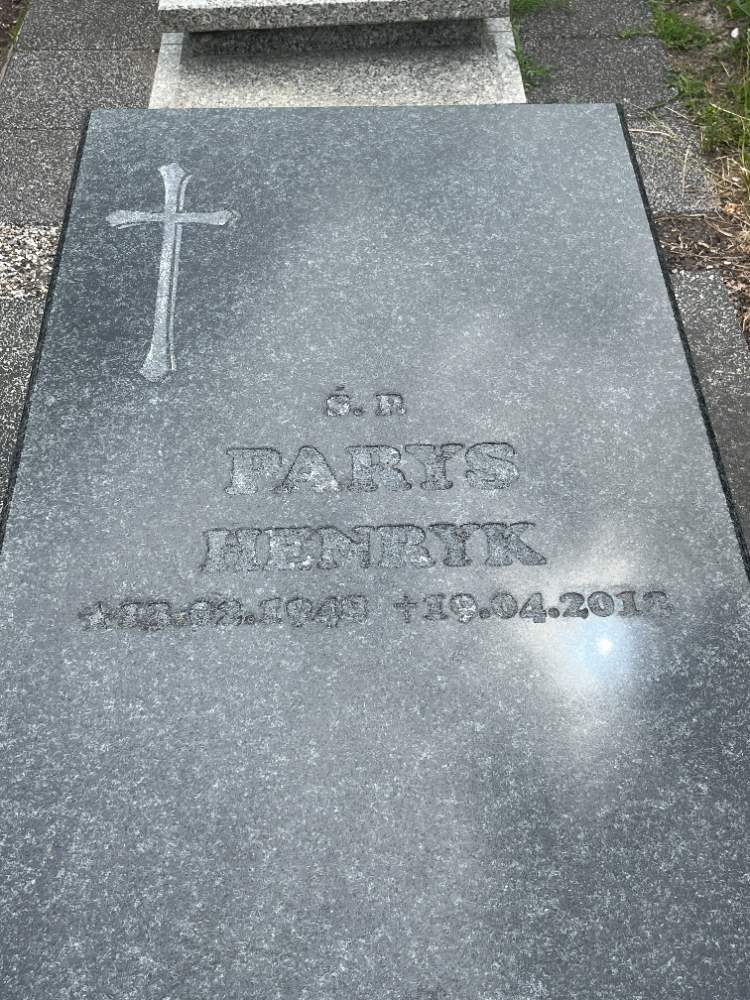 Ś. P.
PARYS
HENRYK
✝19.04.2012